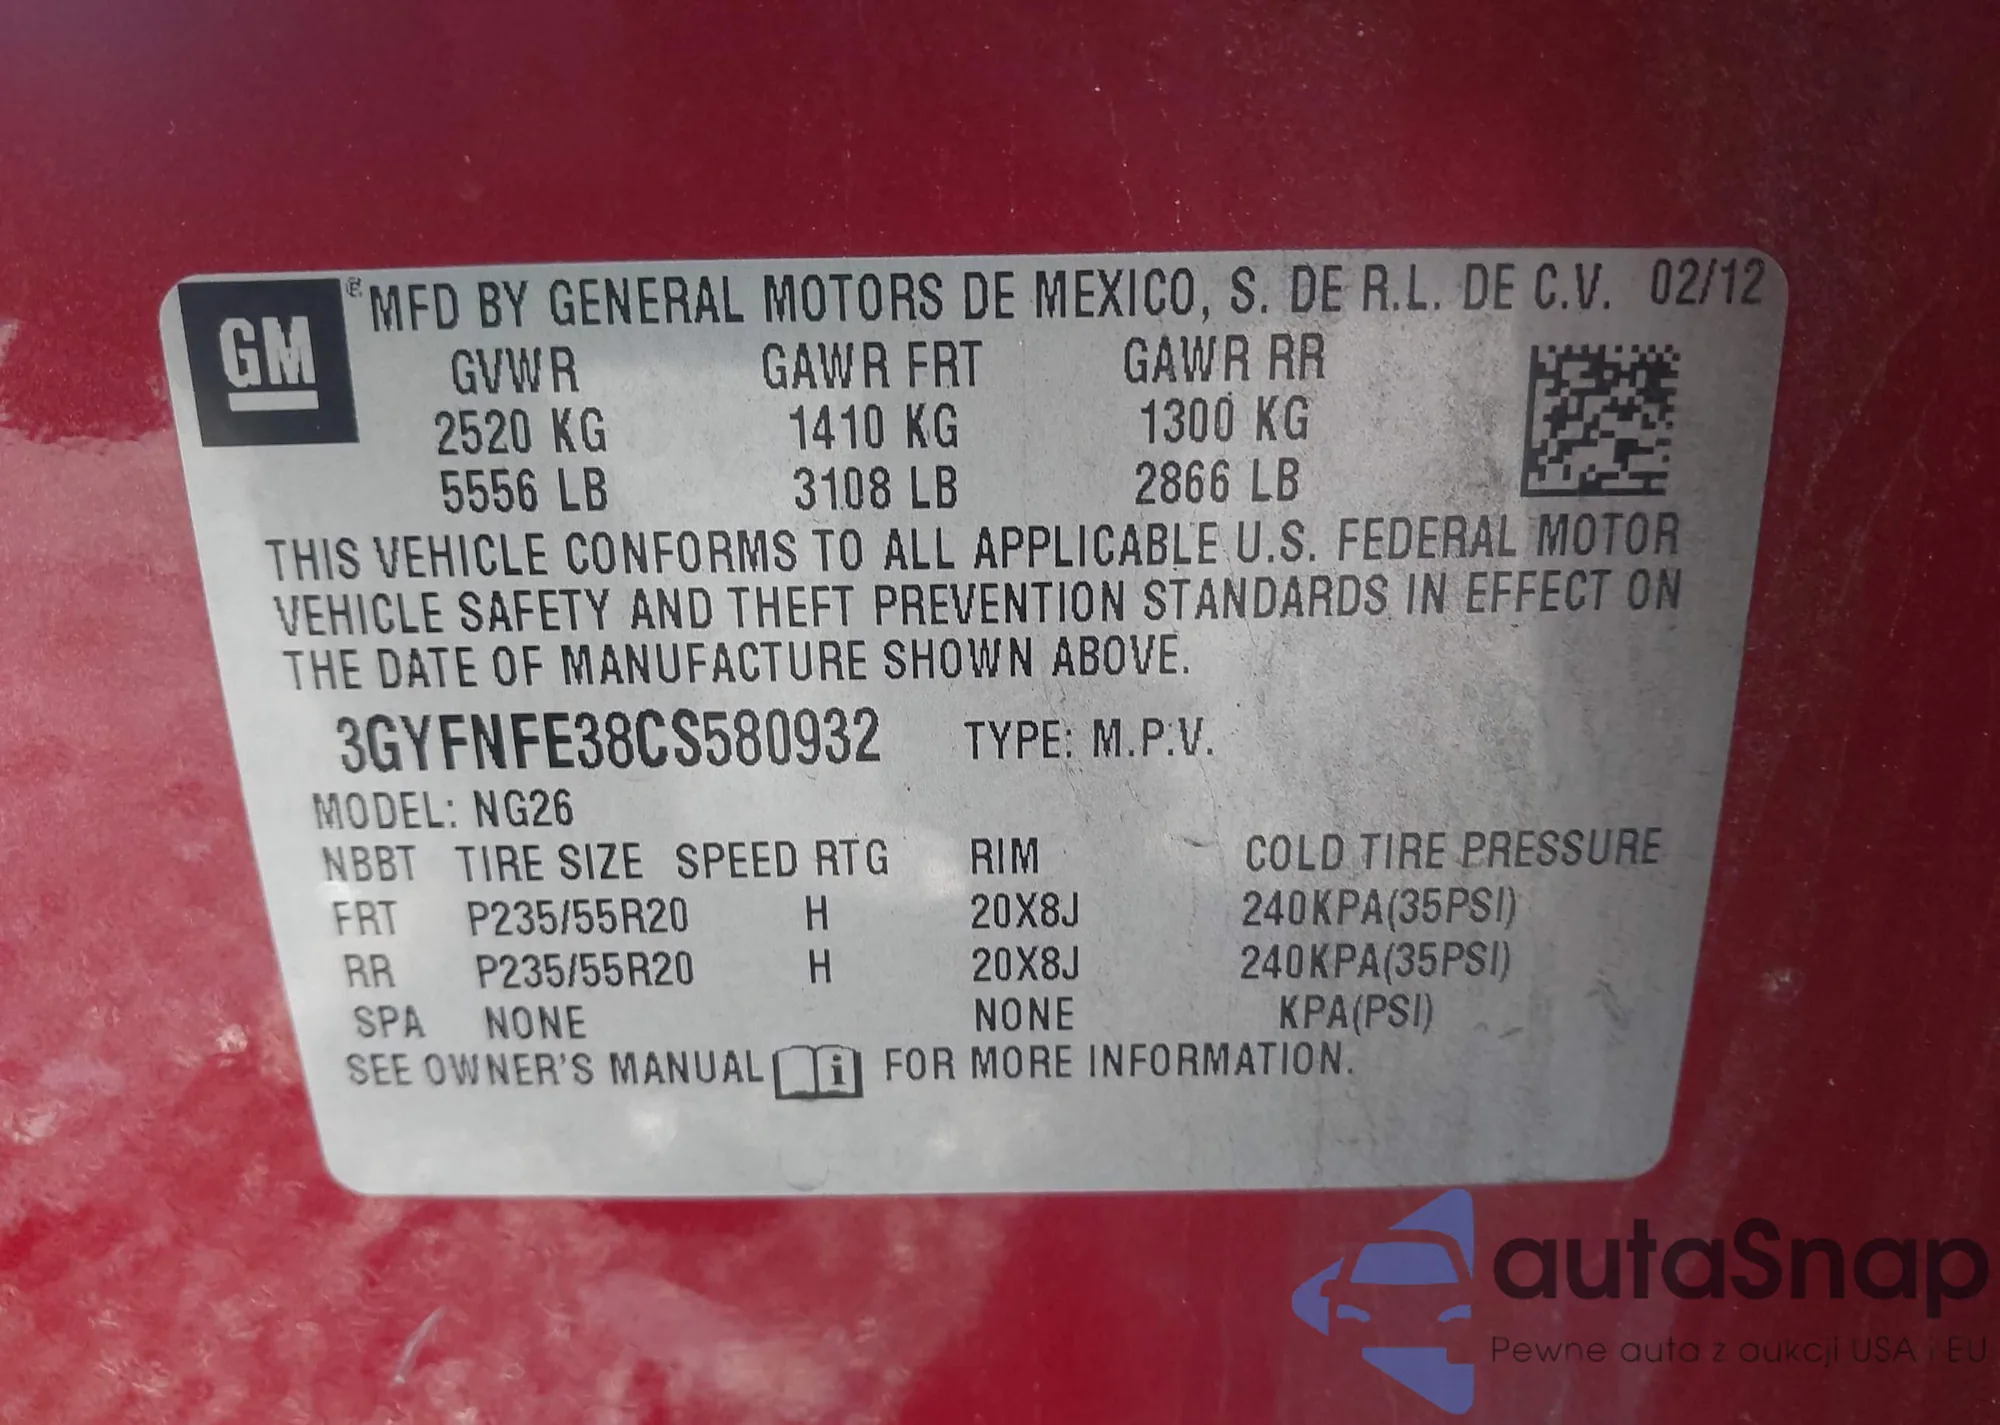 GM ® MFD BY GENERAL MOTORS DE MEXICO, S. DE R.L. DE C.V. 02/12
GVWR GAWR FRT GAWR RR
2520 KG 1410 KG 1300 KG
5556 LB 3108 LB 2866 LB
THIS VEHICLE CONFORMS TO ALL APPLICABLE U.S. FEDERAL MOTOR
VEHICLE SAFETY AND THEFT PREVENTION STANDARDS IN EFFECT ON
THE DATE OF MANUFACTURE SHOWN ABOVE.
3GYFNFE38CS580932 TYPE: M.P.V.
MODEL: NG26
NBBT TIRE SIZE SPEED RTG RIM COLD TIRE PRESSURE
FRT P235/55R20 H 20X8J 240KPA(35PSI)
RR P235/55R20 H 20X8J 240KPA(35PSI)
SPA NONE NONE KPA(PSI)
SEE OWNER'S MANUAL i FOR MORE INFORMATION.
autaSnap
Pewne auta z aukcji USA i EU